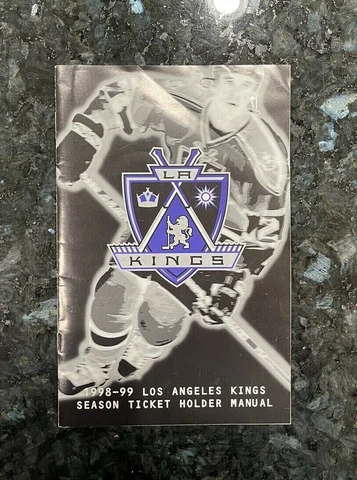 LA
KINGS
1998-99 LOS ANGELES KINGS
SEASON TICKET HOLDER MANUAL